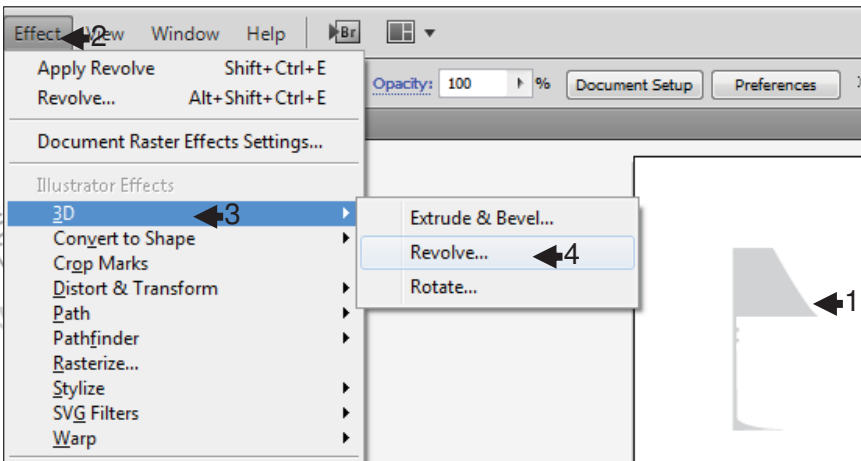 Effect 2 View Window Help Br
Apply Revolve Shift+Ctrl+E
Revolve... Alt+Shift+Ctrl+E
Opacity: 100 % Document Setup Preferences
Document Raster Effects Settings...
Illustrator Effects
3D 3
Convert to Shape
Crop Marks
Distort & Transform
Path
Pathfinder
Rasterize...
Stylize
SVG Filters
Warp
Extrude & Bevel...
Revolve... 4
Rotate...
1